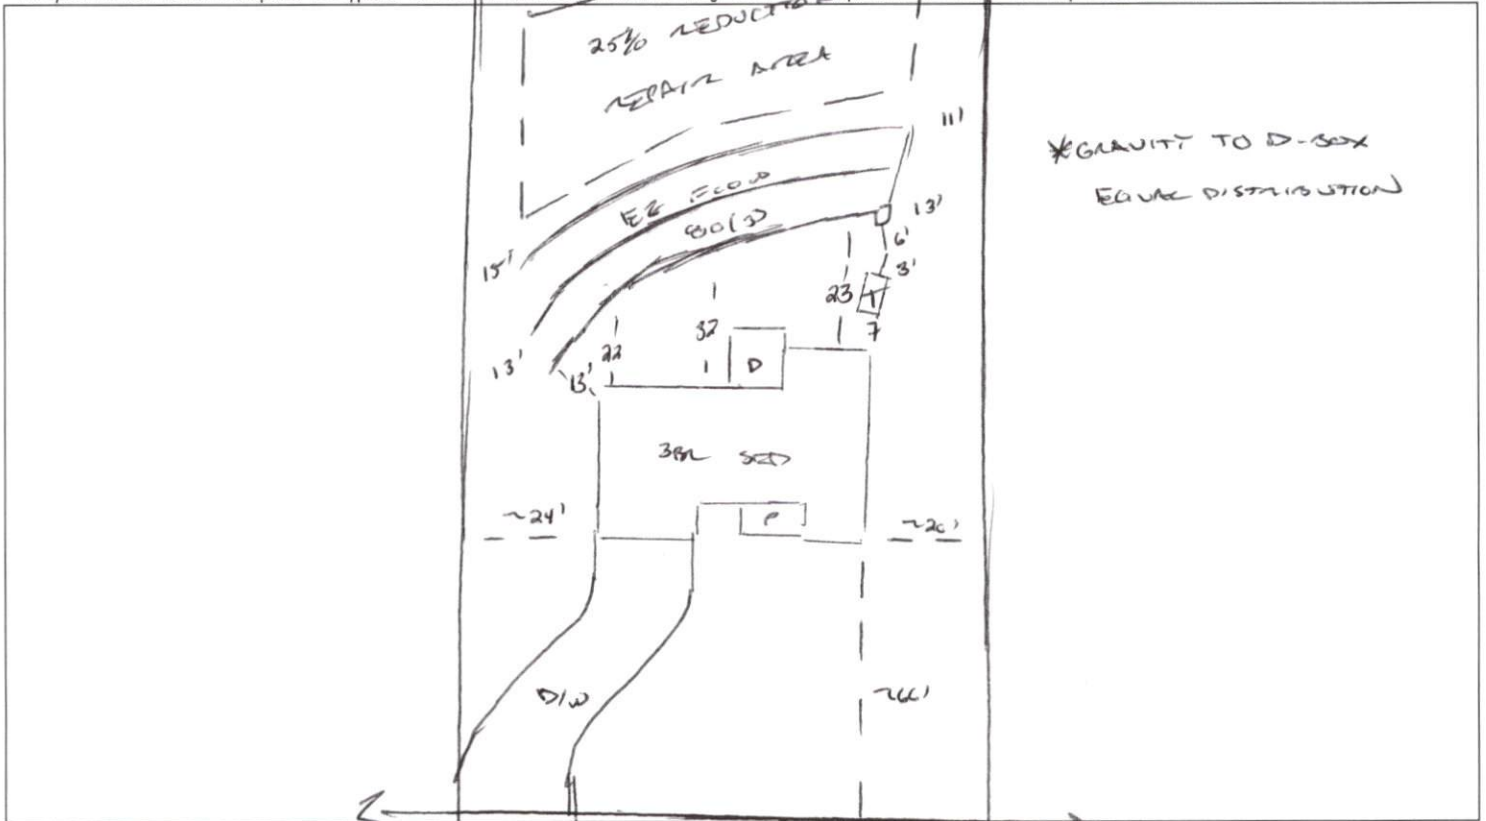 25% REDUCTION
REPAIR AREA
11'
*GRAVITY TO D-BOX
EQUAL DISTRIBUTION
EZ FLOW
80(3)
13'
6'
15'
3'
23
T
32
7
22
D
13'
13'
3BR SFD
~24'
P
D/W
~66'